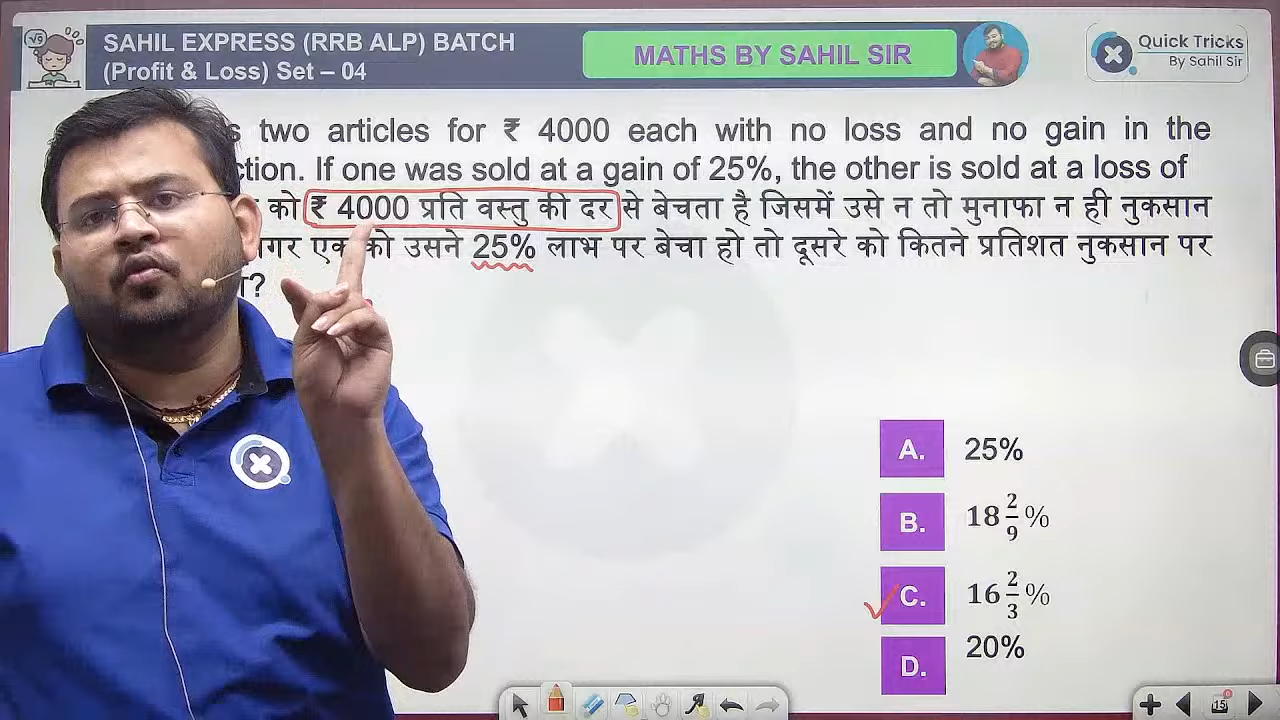 SAHIL EXPRESS (RRB ALP) BATCH
(Profit & Loss) Set – 04
MATHS BY SAHIL SIR
Quick Tricks
By Sahil Sir
two articles for ₹ 4000 each with no loss and no gain in the
If one was sold at a gain of 25%, the other is sold at a loss of
को ₹ 4000 प्रति वस्तु की दर से बेचता है जिसमें उसे न तो मुनाफा न ही नुकसान
एक को उसने 25% लाभ पर बेचा हो तो दूसरे को कितने प्रतिशत नुकसान पर
A. 25%
B. 18 2/9 %
C. 16 2/3 %
D. 20%
15